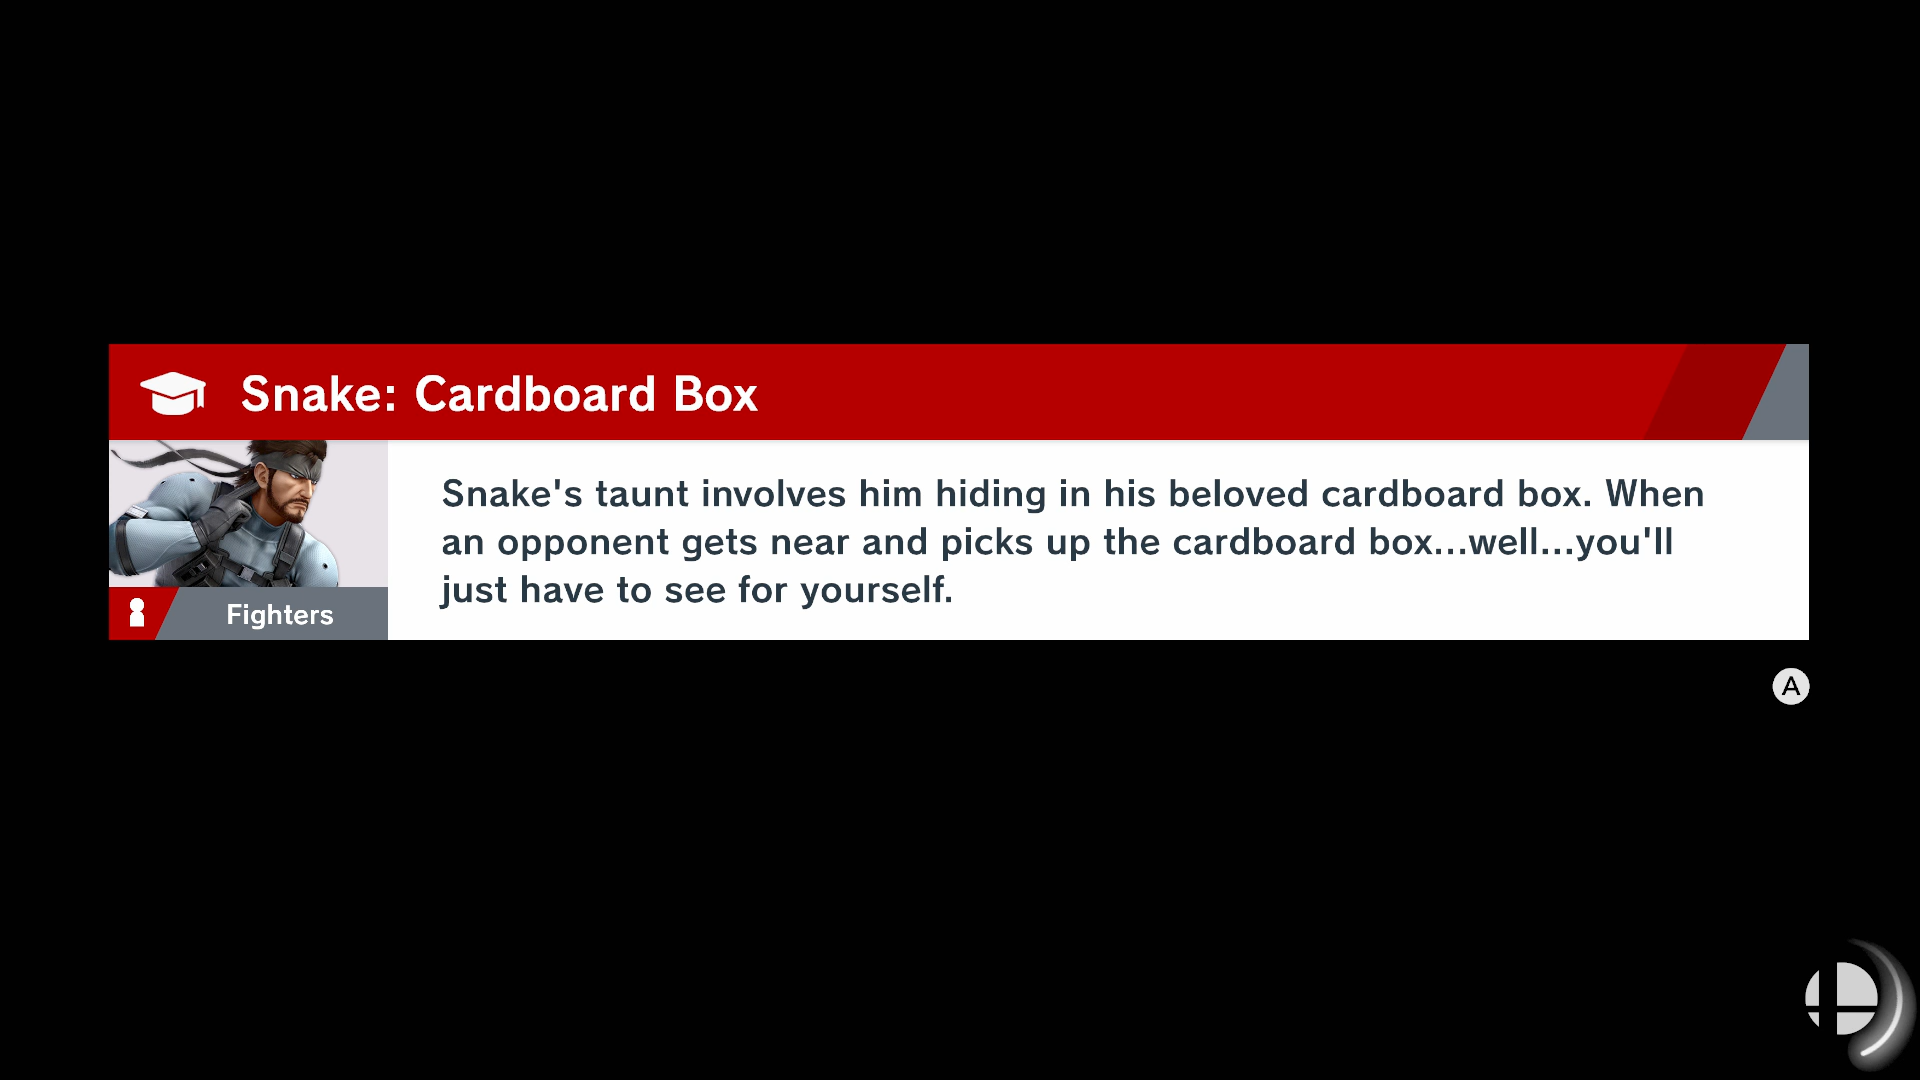 Snake: Cardboard Box
Snake's taunt involves him hiding in his beloved cardboard box. When
an opponent gets near and picks up the cardboard box...well...you'll
just have to see for yourself.
Fighters
A